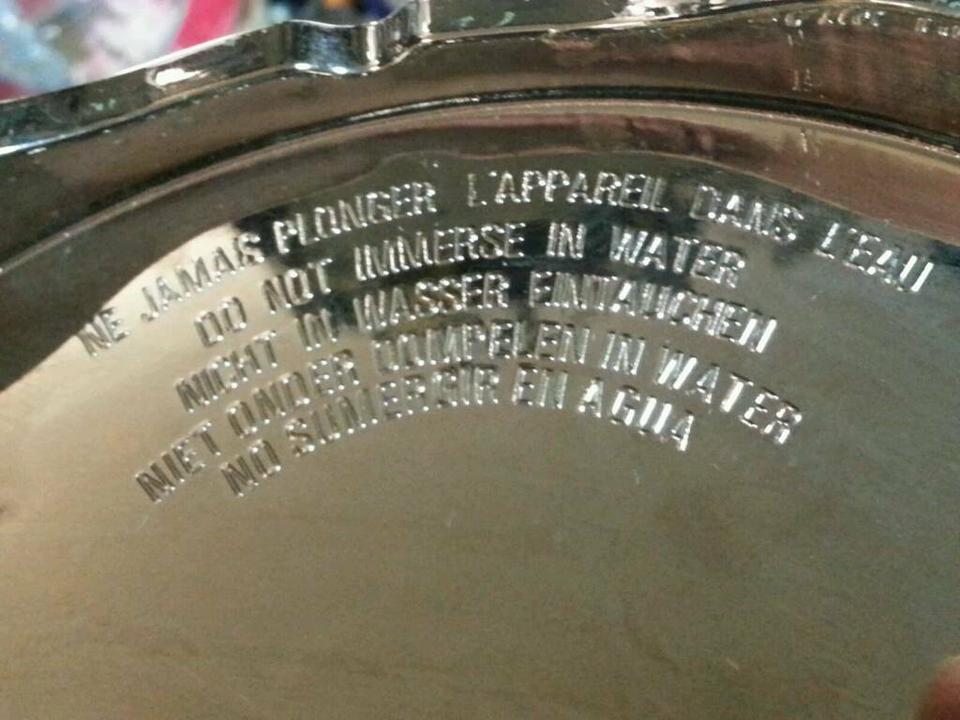 NE JAMAIS PLONGER L'APPAREIL DANS L'EAU
DO NOT IMMERSE IN WATER
NICHT IN WASSER EINTAUCHEN
NIET ONDER DOMPELEN IN WATER
NO SUMERGIR EN AGUA